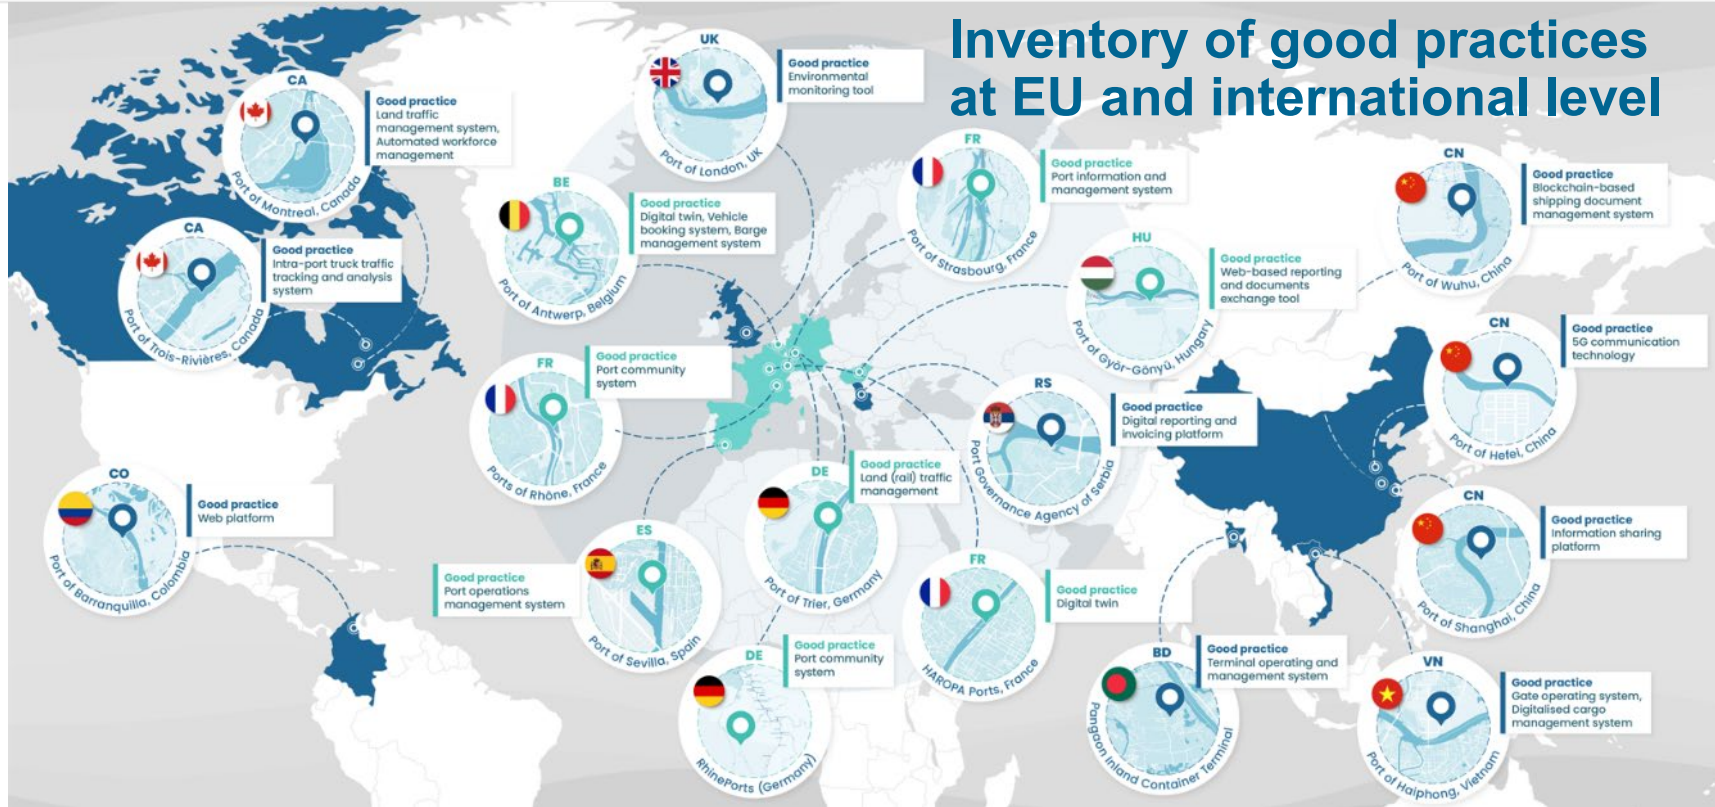 Inventory of good practices
at EU and international level
CA
Port of Montreal, Canada
Good practice
Land traffic
management system,
Automated workforce
management
CA
Port of Trois-Rivières, Canada
Good practice
Intra-port truck traffic
tracking and analysis
system
UK
Port of London, UK
Good practice
Environmental
monitoring tool
BE
Port of Antwerp, Belgium
Good practice
Digital twin, Vehicle
booking system, Barge
management system
FR
Port of Strasbourg, France
Good practice
Port information and
management system
HU
Port of Győr-Gönyű, Hungary
Good practice
Web-based reporting
and documents
exchange tool
CN
Port of Wuhu, China
Good practice
Blockchain-based
shipping document
management system
CN
Port of Hefei, China
Good practice
5G communication
technology
FR
Ports of Rhône, France
Good practice
Port community
system
RS
Port Governance Agency of Serbia
Good practice
Digital reporting and
invoicing platform
CO
Port of Barranquilla, Colombia
Good practice
Web platform
DE
Port of Trier, Germany
Good practice
Land (rail) traffic
management
CN
Port of Shanghai, China
Good practice
Information sharing
platform
ES
Port of Sevilla, Spain
Good practice
Port operations
management system
FR
HAROPA Ports, France
Good practice
Digital twin
DE
RhinePorts (Germany)
Good practice
Port community
system
BD
Pangaon Inland Container Terminal
Good practice
Terminal operating and
management system
VN
Port of Haiphong, Vietnam
Good practice
Gate operating system,
Digitalised cargo
management system